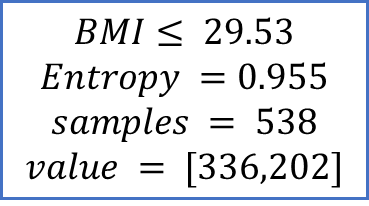 BMI ≤ 29.53
Entropy = 0.955
samples = 538
value = [336,202]